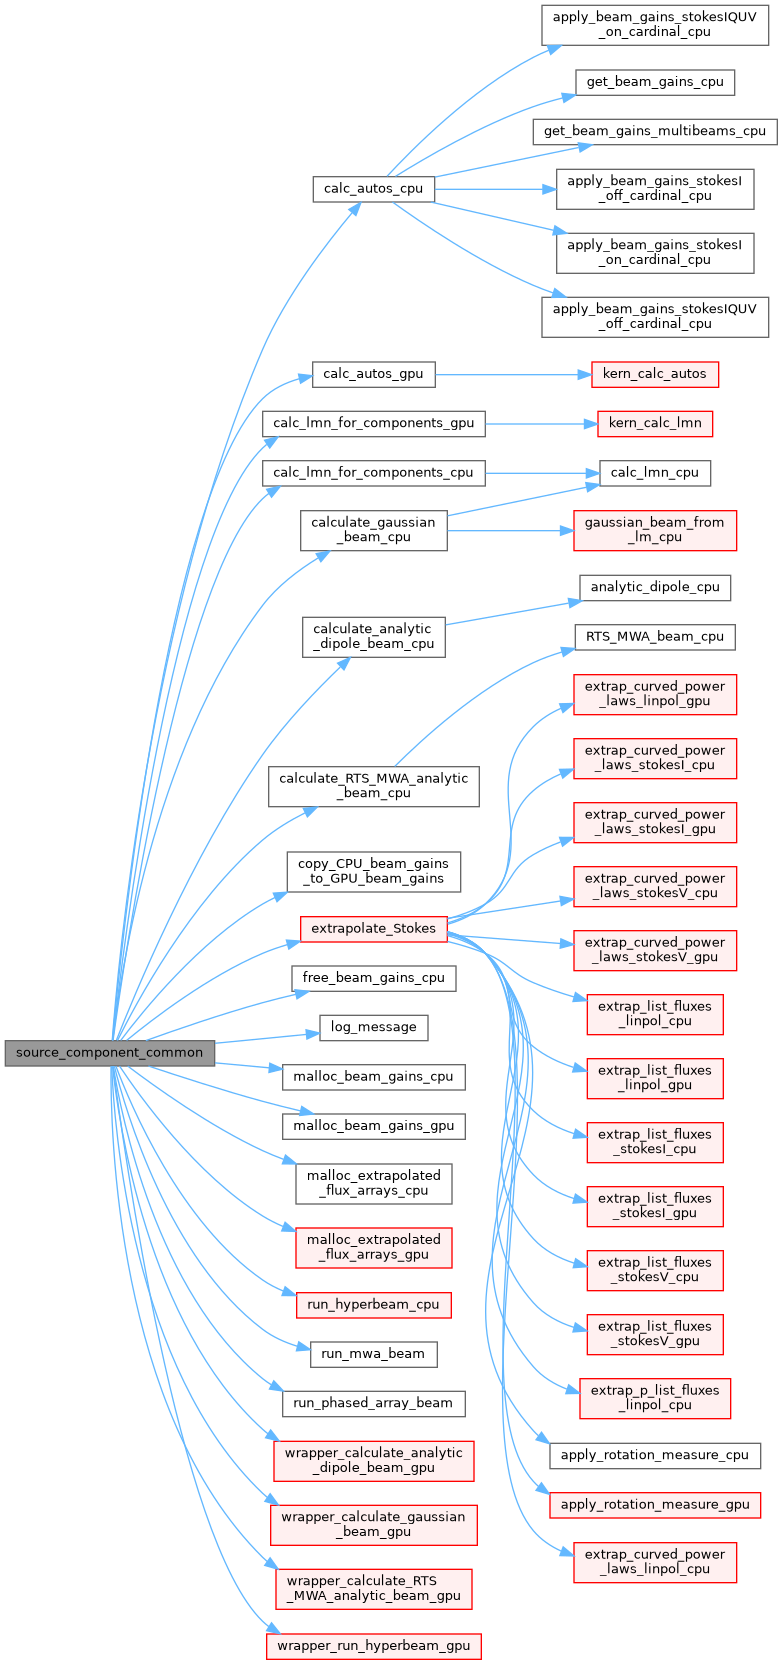 source_component_common
calc_autos_cpu
calc_autos_gpu
calc_lmn_for_components_gpu
calc_lmn_for_components_cpu
calculate_gaussian
_beam_cpu
calculate_analytic
_dipole_beam_cpu
calculate_RTS_MWA_analytic
_beam_cpu
copy_CPU_beam_gains
_to_GPU_beam_gains
extrapolate_Stokes
free_beam_gains_cpu
log_message
malloc_beam_gains_cpu
malloc_beam_gains_gpu
malloc_extrapolated
_flux_arrays_cpu
malloc_extrapolated
_flux_arrays_gpu
run_hyperbeam_cpu
run_mwa_beam
run_phased_array_beam
wrapper_calculate_analytic
_dipole_beam_gpu
wrapper_calculate_gaussian
_beam_gpu
wrapper_calculate_RTS
_MWA_analytic_beam_gpu
wrapper_run_hyperbeam_gpu
apply_beam_gains_stokesIQUV
_on_cardinal_cpu
get_beam_gains_cpu
get_beam_gains_multibeams_cpu
apply_beam_gains_stokesI
_off_cardinal_cpu
apply_beam_gains_stokesI
_on_cardinal_cpu
apply_beam_gains_stokesIQUV
_off_cardinal_cpu
kern_calc_autos
kern_calc_lmn
calc_lmn_cpu
gaussian_beam_from
_lm_cpu
analytic_dipole_cpu
RTS_MWA_beam_cpu
extrap_curved_power
_laws_linpol_gpu
extrap_curved_power
_laws_stokesI_cpu
extrap_curved_power
_laws_stokesI_gpu
extrap_curved_power
_laws_stokesV_cpu
extrap_curved_power
_laws_stokesV_gpu
extrap_list_fluxes
_linpol_cpu
extrap_list_fluxes
_linpol_gpu
extrap_list_fluxes
_stokesI_cpu
extrap_list_fluxes
_stokesI_gpu
extrap_list_fluxes
_stokesV_cpu
extrap_list_fluxes
_stokesV_gpu
extrap_p_list_fluxes
_linpol_cpu
apply_rotation_measure_cpu
apply_rotation_measure_gpu
extrap_curved_power
_laws_linpol_cpu